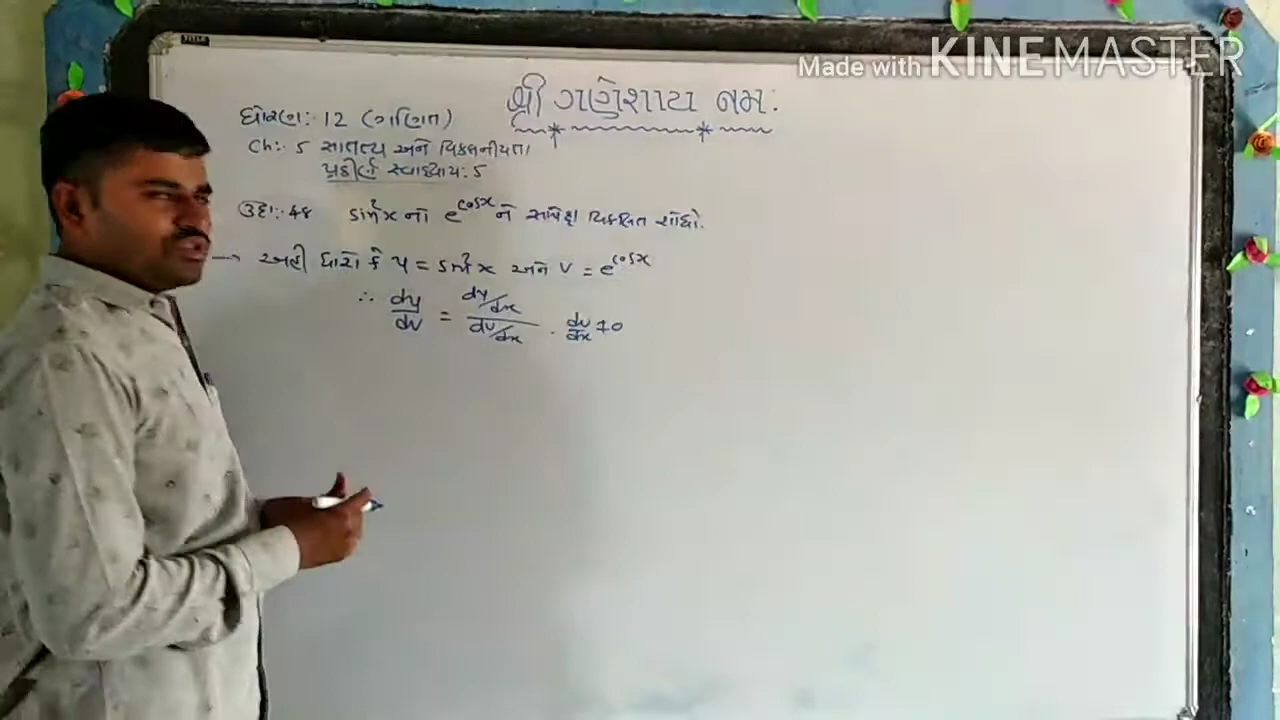 Made with KINEMASTER
TITLE
શ્રી ગણેશાય નમ:
ધોરણ: 12 (ગણિત)
Ch: 5 સાતત્ય અને વિકલનીયતા
પ્રકીર્ણ સ્વાધ્યાય: 5
ઉદા: 48 sin²x નો e^cosx ને સાપેક્ષ વિકલિત શોધો.
→ અહી ધારો કે y = sin²x અને v = e^cosx
∴ dy/dv = (dy/dx)/(dv/dx) . dv/dx ≠ 0